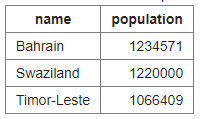 name population
Bahrain 1234571
Swaziland 1220000
Timor-Leste 1066409